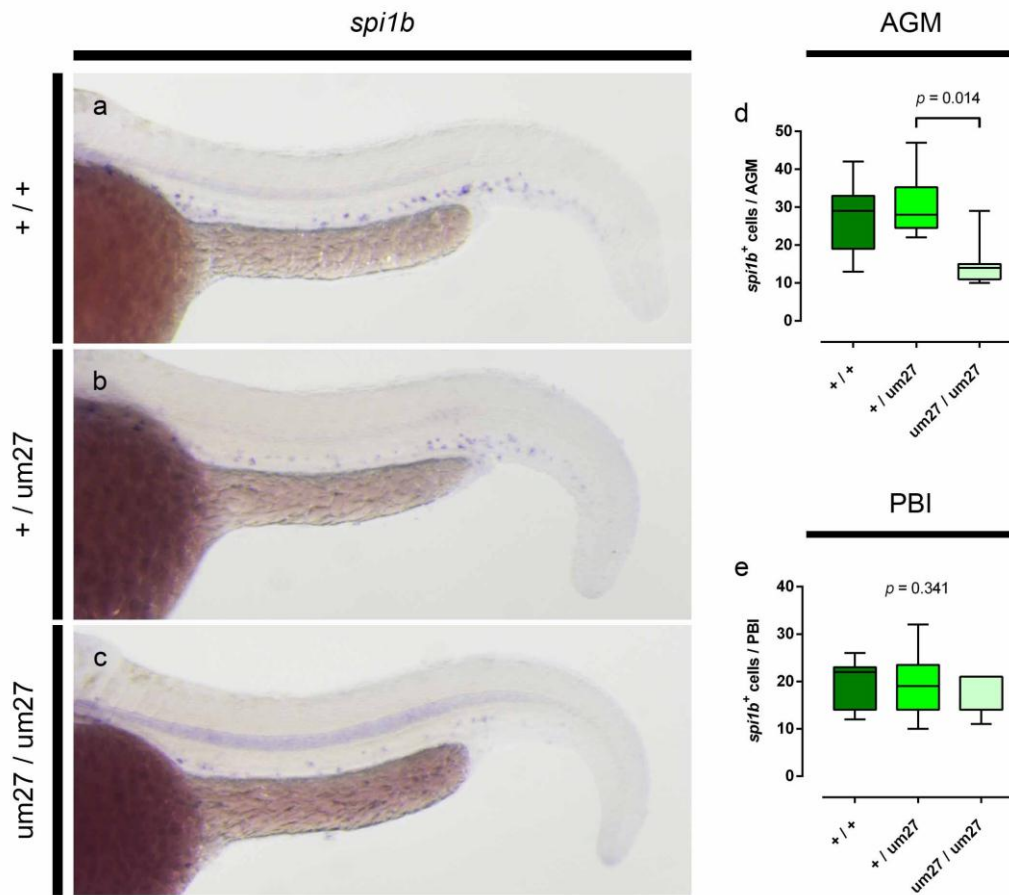 spi1b
+ / +
a
+ / um27
b
um27 / um27
c
AGM
d
p = 0.014
spi1b+ cells / AGM
50
40
30
20
10
0
+ / +
+ / um27
um27 / um27
PBI
e
p = 0.341
spi1b+ cells / PBI
40
30
20
10
0
+ / +
+ / um27
um27 / um27